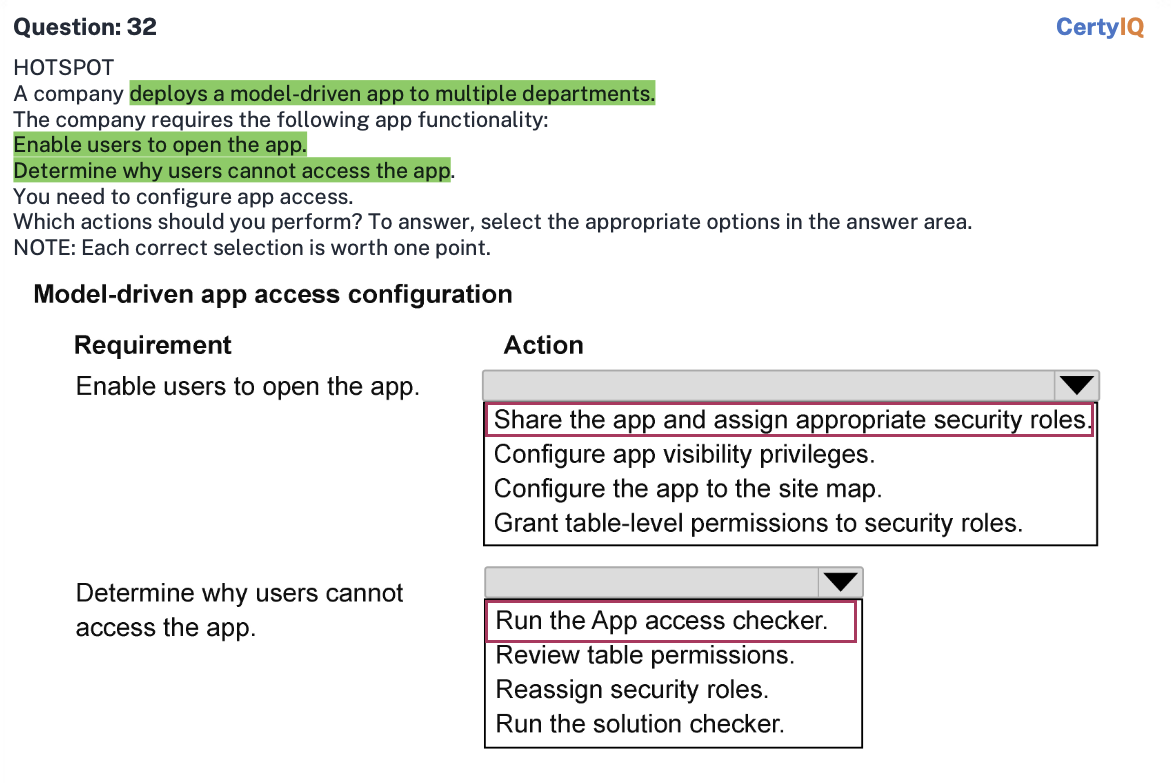 Question: 32
CertyIQ
HOTSPOT
A company deploys a model-driven app to multiple departments.
The company requires the following app functionality:
Enable users to open the app.
Determine why users cannot access the app.
You need to configure app access.
Which actions should you perform? To answer, select the appropriate options in the answer area.
NOTE: Each correct selection is worth one point.
Model-driven app access configuration
Requirement
Action
Enable users to open the app.
Share the app and assign appropriate security roles.
Configure app visibility privileges.
Configure the app to the site map.
Grant table-level permissions to security roles.
Determine why users cannot
access the app.
Run the App access checker.
Review table permissions.
Reassign security roles.
Run the solution checker.